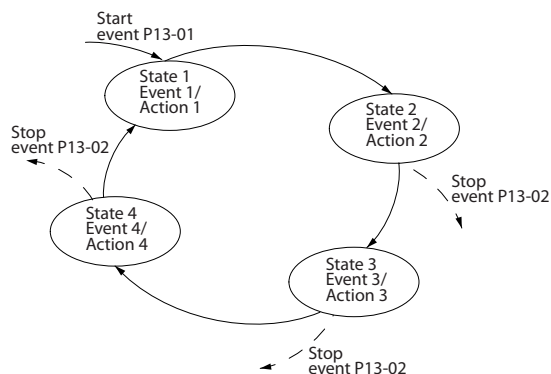 Start
event P13-01
State 1
Event 1/
Action 1
State 2
Event 2/
Action 2
Stop
event P13-02
Stop
event P13-02
State 4
Event 4/
Action 4
State 3
Event 3/
Action 3
Stop
event P13-02